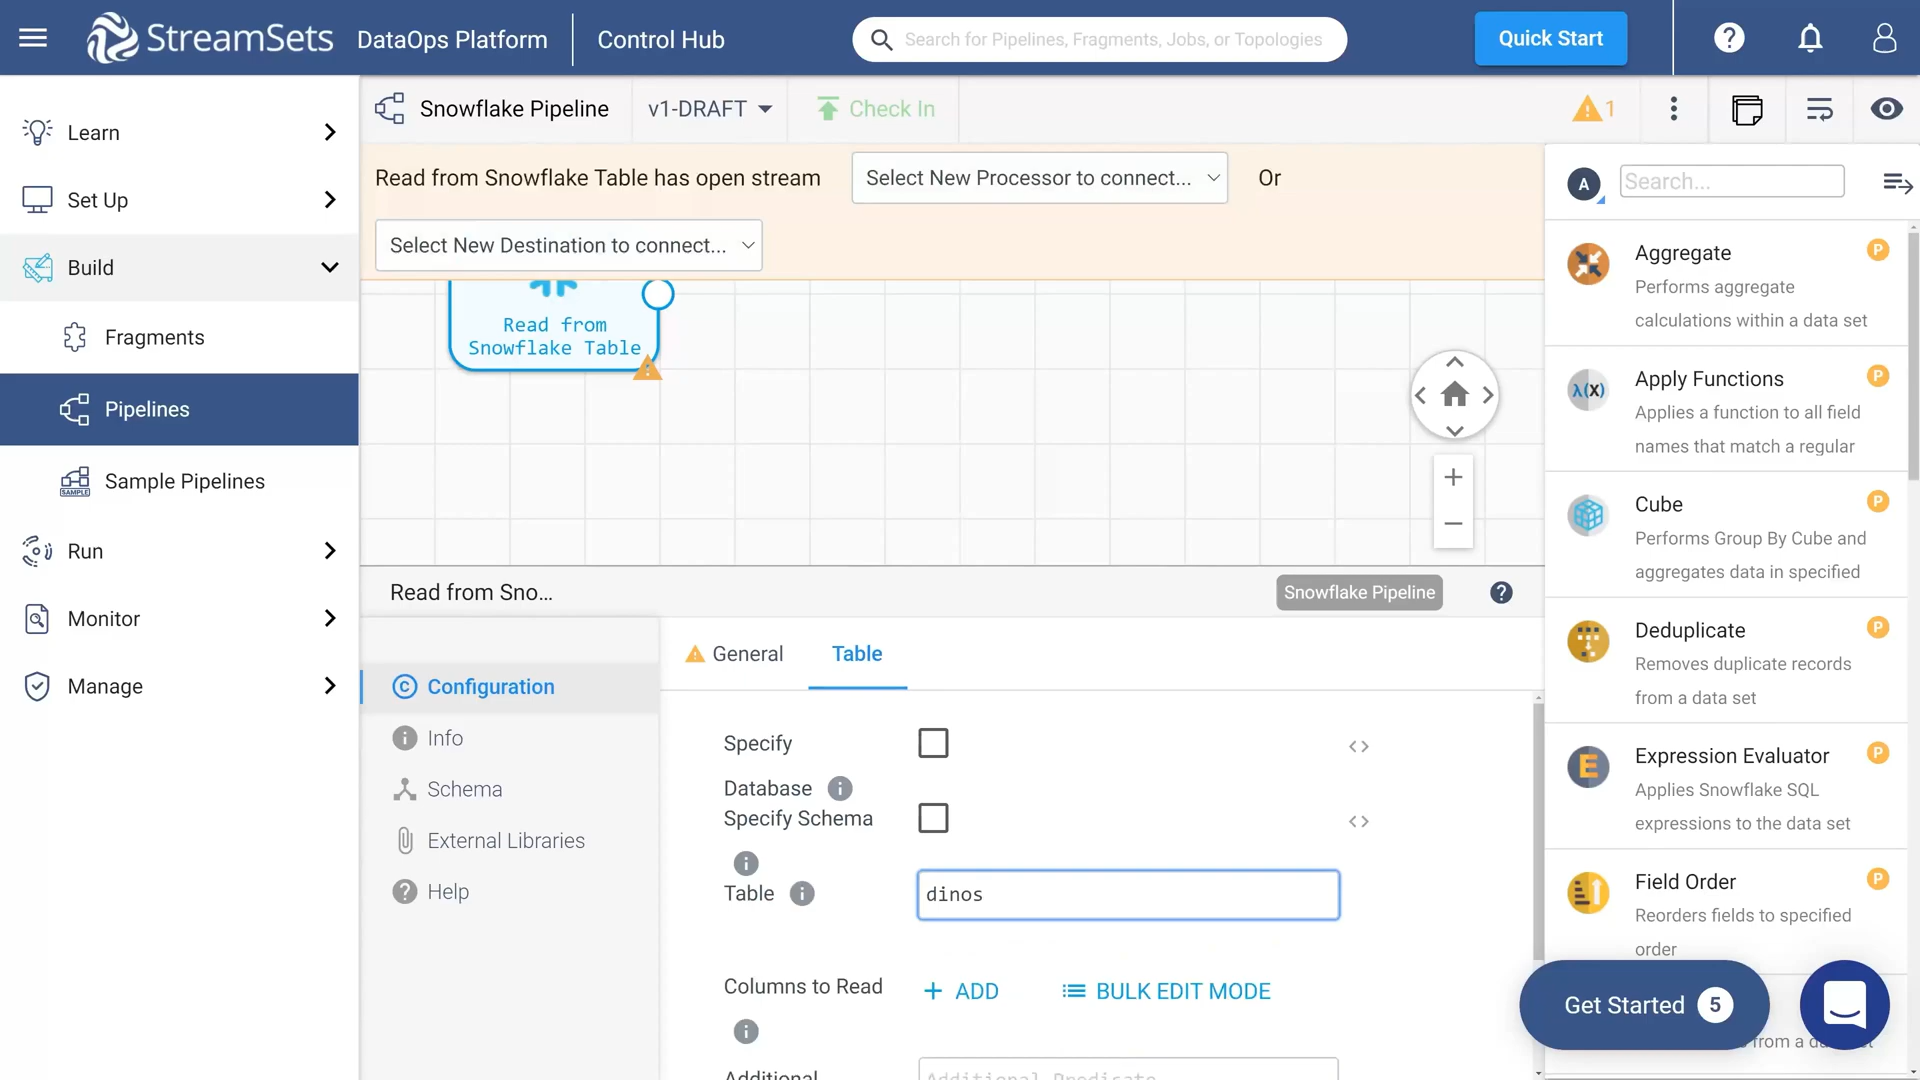 StreamSets DataOps Platform Control Hub
Search for Pipelines, Fragments, Jobs, or Topologies
Quick Start
?
Learn
Set Up
Build
Fragments
Pipelines
SAMPLE
Sample Pipelines
Run
Monitor
Manage
Snowflake Pipeline
v1-DRAFT
Check In
1
Read from Snowflake Table has open stream
Select New Processor to connect...
Or
Select New Destination to connect...
Read from
Snowflake Table
+
−
Read from Sno...
Snowflake Pipeline
?
Configuration
Info
Schema
External Libraries
Help
General
Table
Specify
Database
Specify Schema
Table
dinos
Columns to Read
+ ADD
BULK EDIT MODE
Additional
Additional Predicate
A
Search...
Aggregate
P
Performs aggregate
calculations within a data set
λ(X)
Apply Functions
P
Applies a function to all field
names that match a regular
Cube
P
Performs Group By Cube and
aggregates data in specified
Deduplicate
P
Removes duplicate records
from a data set
E
Expression Evaluator
P
Applies Snowflake SQL
expressions to the data set
Field Order
P
Reorders fields to specified
order
Get Started 5
from a